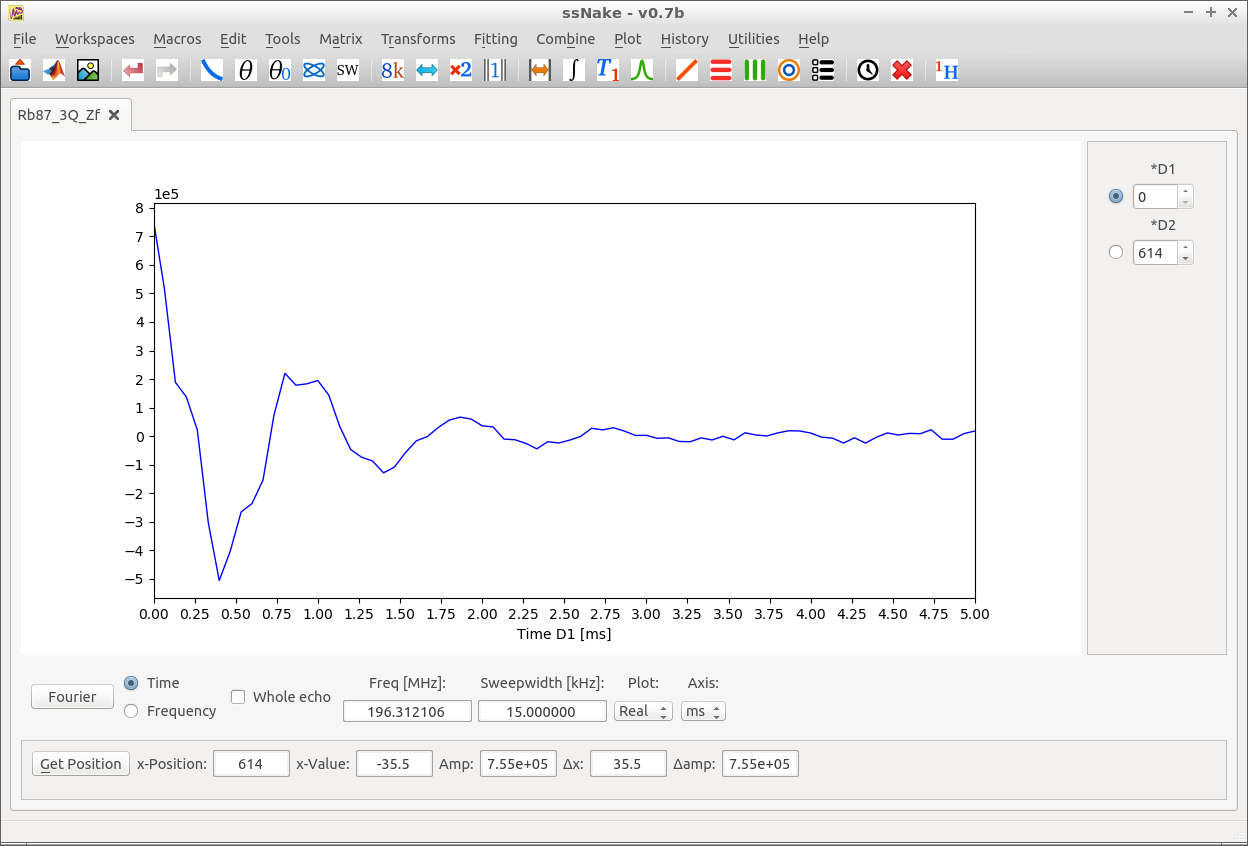 ssNake - v0.7b
File Workspaces Macros Edit Tools Matrix Transforms Fitting Combine Plot History Utilities Help
θ θ0 SW 8k ×2 ||1|| ∫ T1 1H
Rb87_3Q_Zf
*D1
0
*D2
614
1e5
8
7
6
5
4
3
2
1
0
−1
−2
−3
−4
−5
0.00 0.25 0.50 0.75 1.00 1.25 1.50 1.75 2.00 2.25 2.50 2.75 3.00 3.25 3.50 3.75 4.00 4.25 4.50 4.75 5.00
Time D1 [ms]
Fourier
Time
Frequency
Whole echo
Freq [MHz]: Sweepwidth [kHz]: Plot: Axis:
196.312106 15.000000 Real ms
Get Position x-Position: 614 x-Value: -35.5 Amp: 7.55e+05 Δx: 35.5 Δamp: 7.55e+05